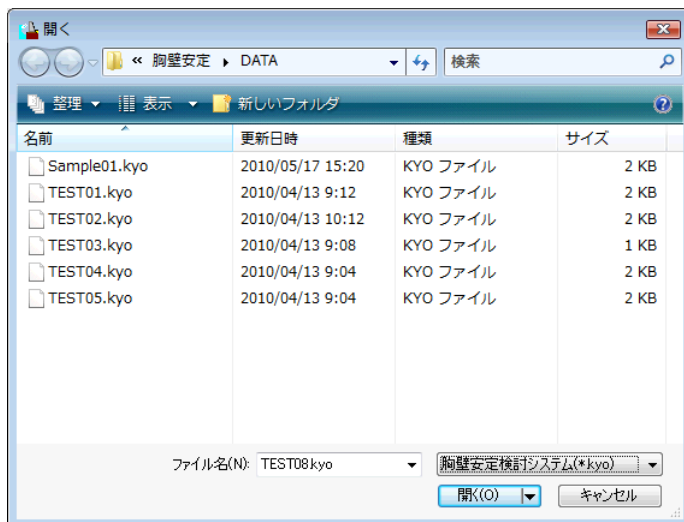 開く
« 胸壁安定 ▸ DATA 検索
整理 ▼ 表示 ▼ 新しいフォルダ
名前 更新日時 種類 サイズ
Sample01.kyo 2010/05/17 15:20 KYO ファイル 2 KB
TEST01.kyo 2010/04/13 9:12 KYO ファイル 2 KB
TEST02.kyo 2010/04/13 10:12 KYO ファイル 2 KB
TEST03.kyo 2010/04/13 9:08 KYO ファイル 1 KB
TEST04.kyo 2010/04/13 9:04 KYO ファイル 2 KB
TEST05.kyo 2010/04/13 9:04 KYO ファイル 2 KB
ファイル名(N): TEST08.kyo 胸壁安定検討システム(*kyo)
開く(O) キャンセル